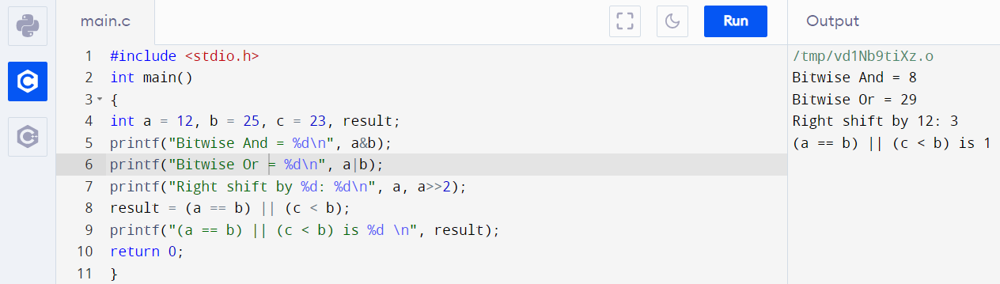 main.c
Run
Output
1 #include <stdio.h>
2 int main()
3 {
4 int a = 12, b = 25, c = 23, result;
5 printf("Bitwise And = %d\n", a&b);
6 printf("Bitwise Or = %d\n", a|b);
7 printf("Right shift by %d: %d\n", a, a>>2);
8 result = (a == b) || (c < b);
9 printf("(a == b) || (c < b) is %d \n", result);
10 return 0;
11 }
/tmp/vd1Nb9tiXz.o
Bitwise And = 8
Bitwise Or = 29
Right shift by 12: 3
(a == b) || (c < b) is 1